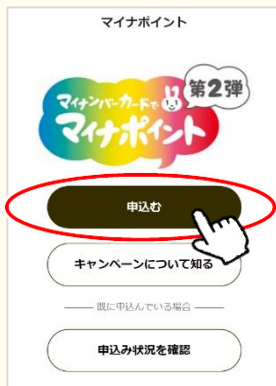 マイナポイント
第2弾
マイナンバーカードで
マイナポイント
申込む
キャンペーンについて知る
既に申込んでいる場合
申込み状況を確認